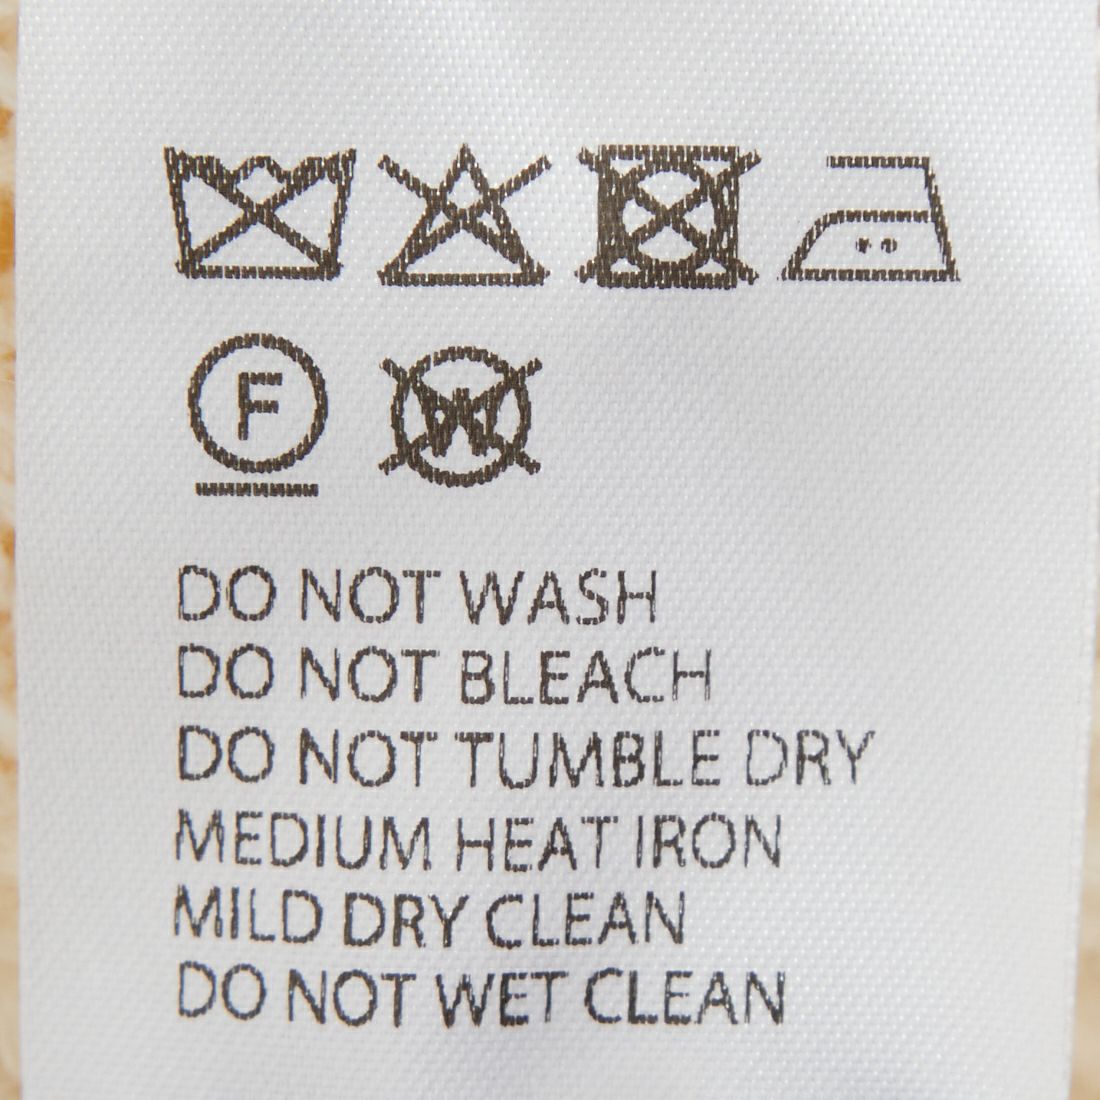 F W
DO NOT WASH
DO NOT BLEACH
DO NOT TUMBLE DRY
MEDIUM HEAT IRON
MILD DRY CLEAN
DO NOT WET CLEAN